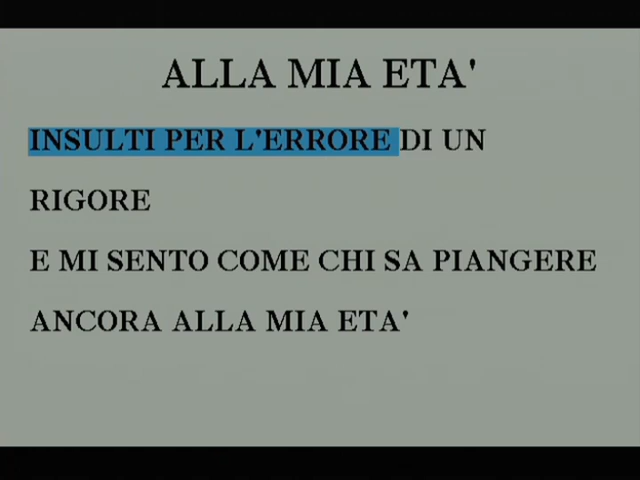 ALLA MIA ETA'
INSULTI PER L'ERRORE DI UN
RIGORE
E MI SENTO COME CHI SA PIANGERE
ANCORA ALLA MIA ETA'